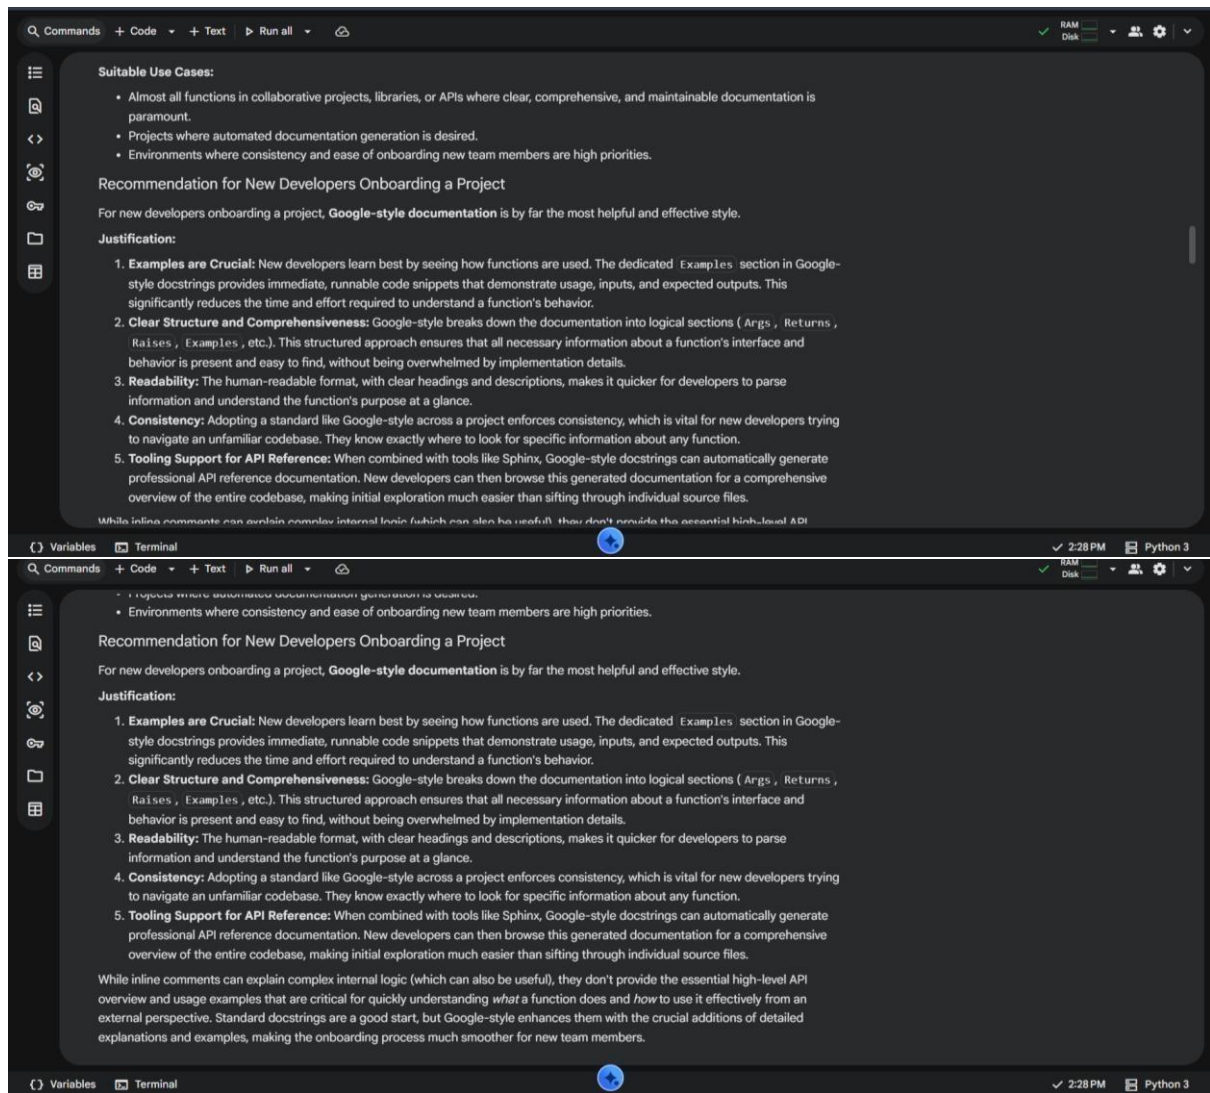 Commands + Code + Text Run all
RAM
Disk
Suitable Use Cases:
• Almost all functions in collaborative projects, libraries, or APIs where clear, comprehensive, and maintainable documentation is
paramount.
• Projects where automated documentation generation is desired.
• Environments where consistency and ease of onboarding new team members are high priorities.
Recommendation for New Developers Onboarding a Project
For new developers onboarding a project, Google-style documentation is by far the most helpful and effective style.
Justification:
1. Examples are Crucial: New developers learn best by seeing how functions are used. The dedicated Examples section in Google-
style docstrings provides immediate, runnable code snippets that demonstrate usage, inputs, and expected outputs. This
significantly reduces the time and effort required to understand a function's behavior.
2. Clear Structure and Comprehensiveness: Google-style breaks down the documentation into logical sections ( Args , Returns ,
Raises , Examples , etc.). This structured approach ensures that all necessary information about a function's interface and
behavior is present and easy to find, without being overwhelmed by implementation details.
3. Readability: The human-readable format, with clear headings and descriptions, makes it quicker for developers to parse
information and understand the function's purpose at a glance.
4. Consistency: Adopting a standard like Google-style across a project enforces consistency, which is vital for new developers trying
to navigate an unfamiliar codebase. They know exactly where to look for specific information about any function.
5. Tooling Support for API Reference: When combined with tools like Sphinx, Google-style docstrings can automatically generate
professional API reference documentation. New developers can then browse this generated documentation for a comprehensive
overview of the entire codebase, making initial exploration much easier than sifting through individual source files.
While inline comments can explain complex internal logic (which can also be useful), they don't provide the essential high-level API
{} Variables Terminal 2:28 PM Python 3
Commands + Code + Text Run all
RAM
Disk
• Projects where automated documentation generation is desired.
• Environments where consistency and ease of onboarding new team members are high priorities.
Recommendation for New Developers Onboarding a Project
For new developers onboarding a project, Google-style documentation is by far the most helpful and effective style.
Justification:
1. Examples are Crucial: New developers learn best by seeing how functions are used. The dedicated Examples section in Google-
style docstrings provides immediate, runnable code snippets that demonstrate usage, inputs, and expected outputs. This
significantly reduces the time and effort required to understand a function's behavior.
2. Clear Structure and Comprehensiveness: Google-style breaks down the documentation into logical sections ( Args , Returns ,
Raises , Examples , etc.). This structured approach ensures that all necessary information about a function's interface and
behavior is present and easy to find, without being overwhelmed by implementation details.
3. Readability: The human-readable format, with clear headings and descriptions, makes it quicker for developers to parse
information and understand the function's purpose at a glance.
4. Consistency: Adopting a standard like Google-style across a project enforces consistency, which is vital for new developers trying
to navigate an unfamiliar codebase. They know exactly where to look for specific information about any function.
5. Tooling Support for API Reference: When combined with tools like Sphinx, Google-style docstrings can automatically generate
professional API reference documentation. New developers can then browse this generated documentation for a comprehensive
overview of the entire codebase, making initial exploration much easier than sifting through individual source files.
While inline comments can explain complex internal logic (which can also be useful), they don't provide the essential high-level API
overview and usage examples that are critical for quickly understanding what a function does and how to use it effectively from an
external perspective. Standard docstrings are a good start, but Google-style enhances them with the crucial additions of detailed
explanations and examples, making the onboarding process much smoother for new team members.
{} Variables Terminal 2:28 PM Python 3